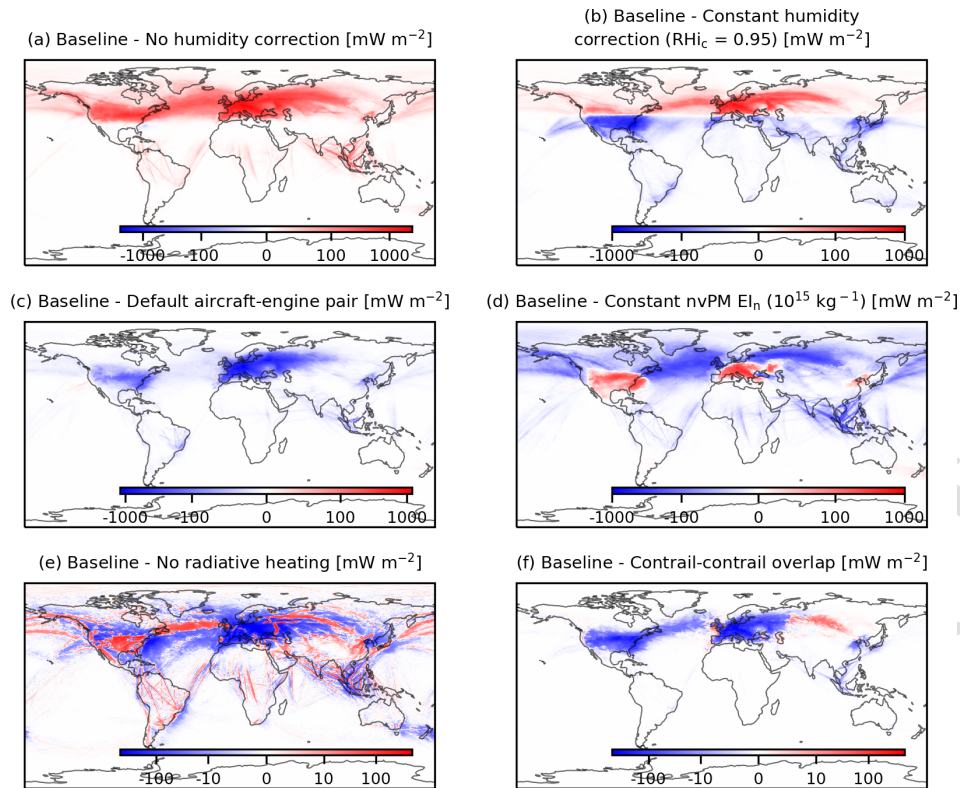 (b) Baseline - Constant humidity
(a) Baseline - No humidity correction [mW m⁻²]
correction (RHi_c = 0.95) [mW m⁻²]
-1000 -100 0 100 1000
-1000 -100 0 100 1000
(c) Baseline - Default aircraft-engine pair [mW m⁻²]
(d) Baseline - Constant nvPM EI_n (10¹⁵ kg⁻¹) [mW m⁻²]
-1000 -100 0 100 1000
-1000 -100 0 100 1000
(e) Baseline - No radiative heating [mW m⁻²]
(f) Baseline - Contrail-contrail overlap [mW m⁻²]
-100 -10 0 10 100
-100 -10 0 10 100